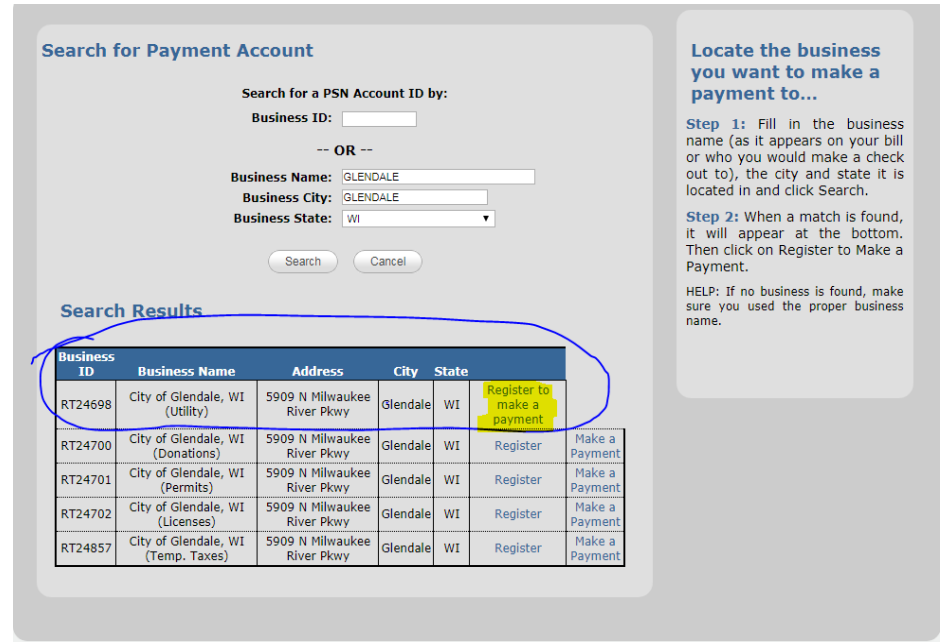 Search for Payment Account
Search for a PSN Account ID by:
Business ID:
-- OR --
Business Name: GLENDALE
Business City: GLENDALE
Business State: WI
Search Cancel
Search Results
Business
ID Business Name Address City State
RT24698 City of Glendale, WI (Utility) 5909 N Milwaukee River Pkwy Glendale WI Register to make a payment
RT24700 City of Glendale, WI (Donations) 5909 N Milwaukee River Pkwy Glendale WI Register Make a Payment
RT24701 City of Glendale, WI (Permits) 5909 N Milwaukee River Pkwy Glendale WI Register Make a Payment
RT24702 City of Glendale, WI (Licenses) 5909 N Milwaukee River Pkwy Glendale WI Register Make a Payment
RT24857 City of Glendale, WI (Temp. Taxes) 5909 N Milwaukee River Pkwy Glendale WI Register Make a Payment
Locate the business
you want to make a
payment to...
Step 1: Fill in the business
name (as it appears on your bill
or who you would make a check
out to), the city and state it is
located in and click Search.
Step 2: When a match is found,
it will appear at the bottom.
Then click on Register to Make a
Payment.
HELP: If no business is found, make
sure you used the proper business
name.